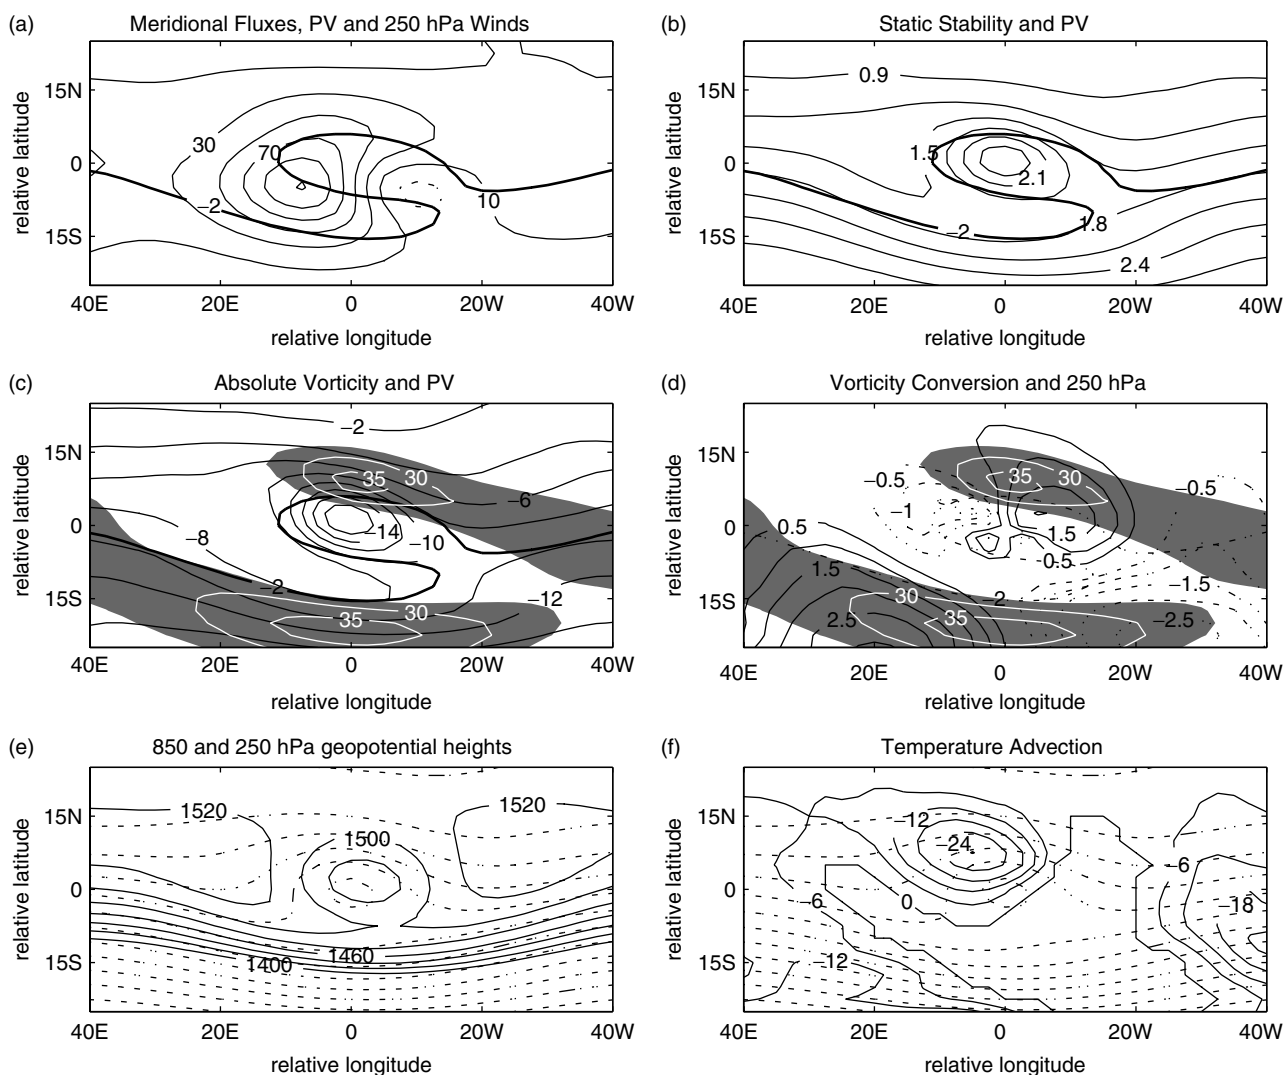 (a) Meridional Fluxes, PV and 250 hPa Winds
relative latitude
15N
0
15S
30
70
10
−2
40E 20E 0 20W 40W
relative longitude
(b) Static Stability and PV
relative latitude
15N
0
15S
0.9
1.5
2.1
1.8
−2
2.4
40E 20E 0 20W 40W
relative longitude
(c) Absolute Vorticity and PV
relative latitude
15N
0
15S
−2
35 30
−6
−14
−8 −10
−2
−12
30
35
40E 20E 0 20W 40W
relative longitude
(d) Vorticity Conversion and 250 hPa
relative latitude
15N
0
15S
−0.5 35 30 −0.5
−1
0.5 1.5
0.5
1.5 −1.5
30 2
2.5 35 −2.5
40E 20E 0 20W 40W
relative longitude
(e) 850 and 250 hPa geopotential heights
relative latitude
15N
0
15S
1520 1520
1500
1460
1400
40E 20E 0 20W 40W
relative longitude
(f) Temperature Advection
relative latitude
15N
0
15S
−12
−24
−6
−6 0 −18
−12
40E 20E 0 20W 40W
relative longitude